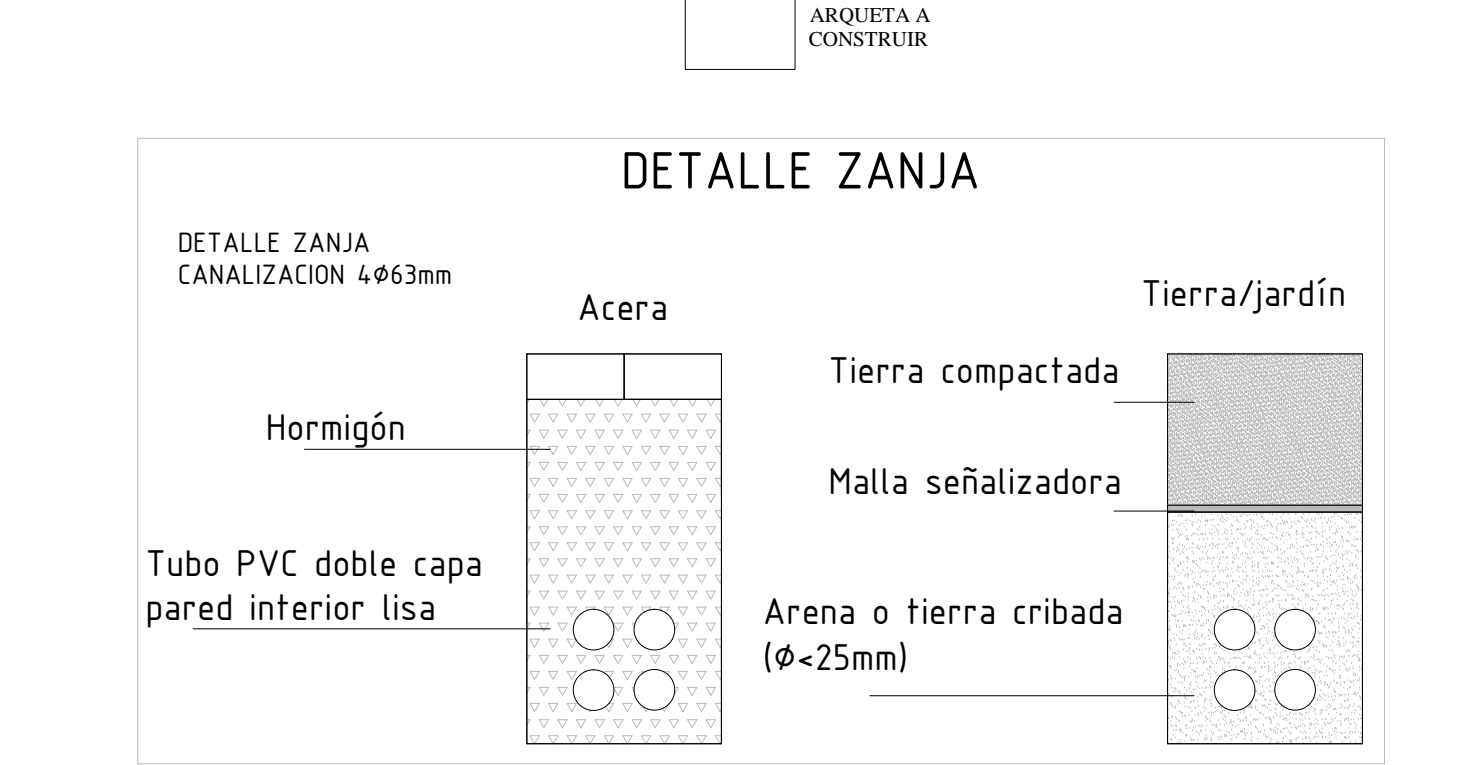 ARQUETA A
CONSTRUIR
DETALLE ZANJA
DETALLE ZANJA
CANALIZACION 4Φ63mm
Acera
Tierra/jardín
Tierra compactada
Hormigón
Malla señalizadora
Tubo PVC doble capa
pared interior lisa
Arena o tierra cribada
(Φ<25mm)